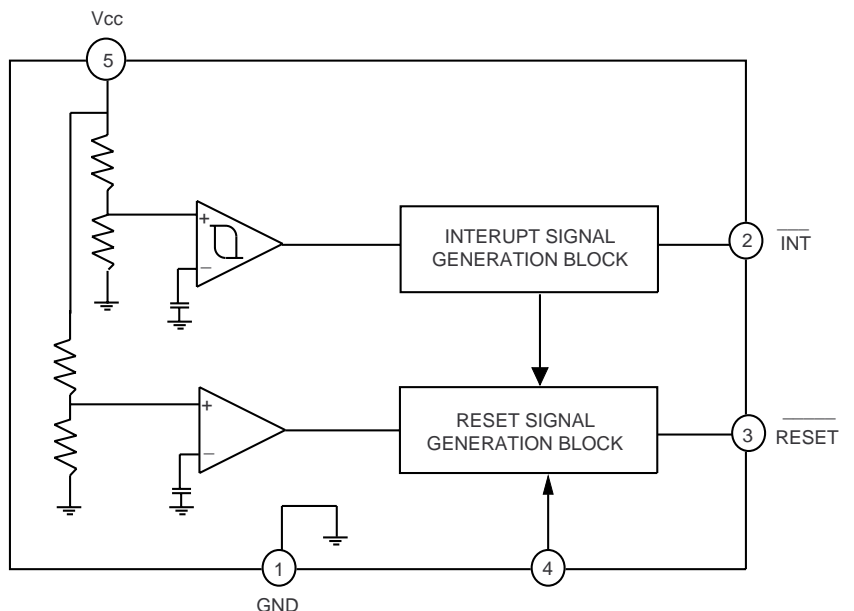 Vcc
5
+
−
INTERUPT SIGNAL
GENERATION BLOCK
2
INT
+
−
RESET SIGNAL
GENERATION BLOCK
3
RESET
1
4
GND